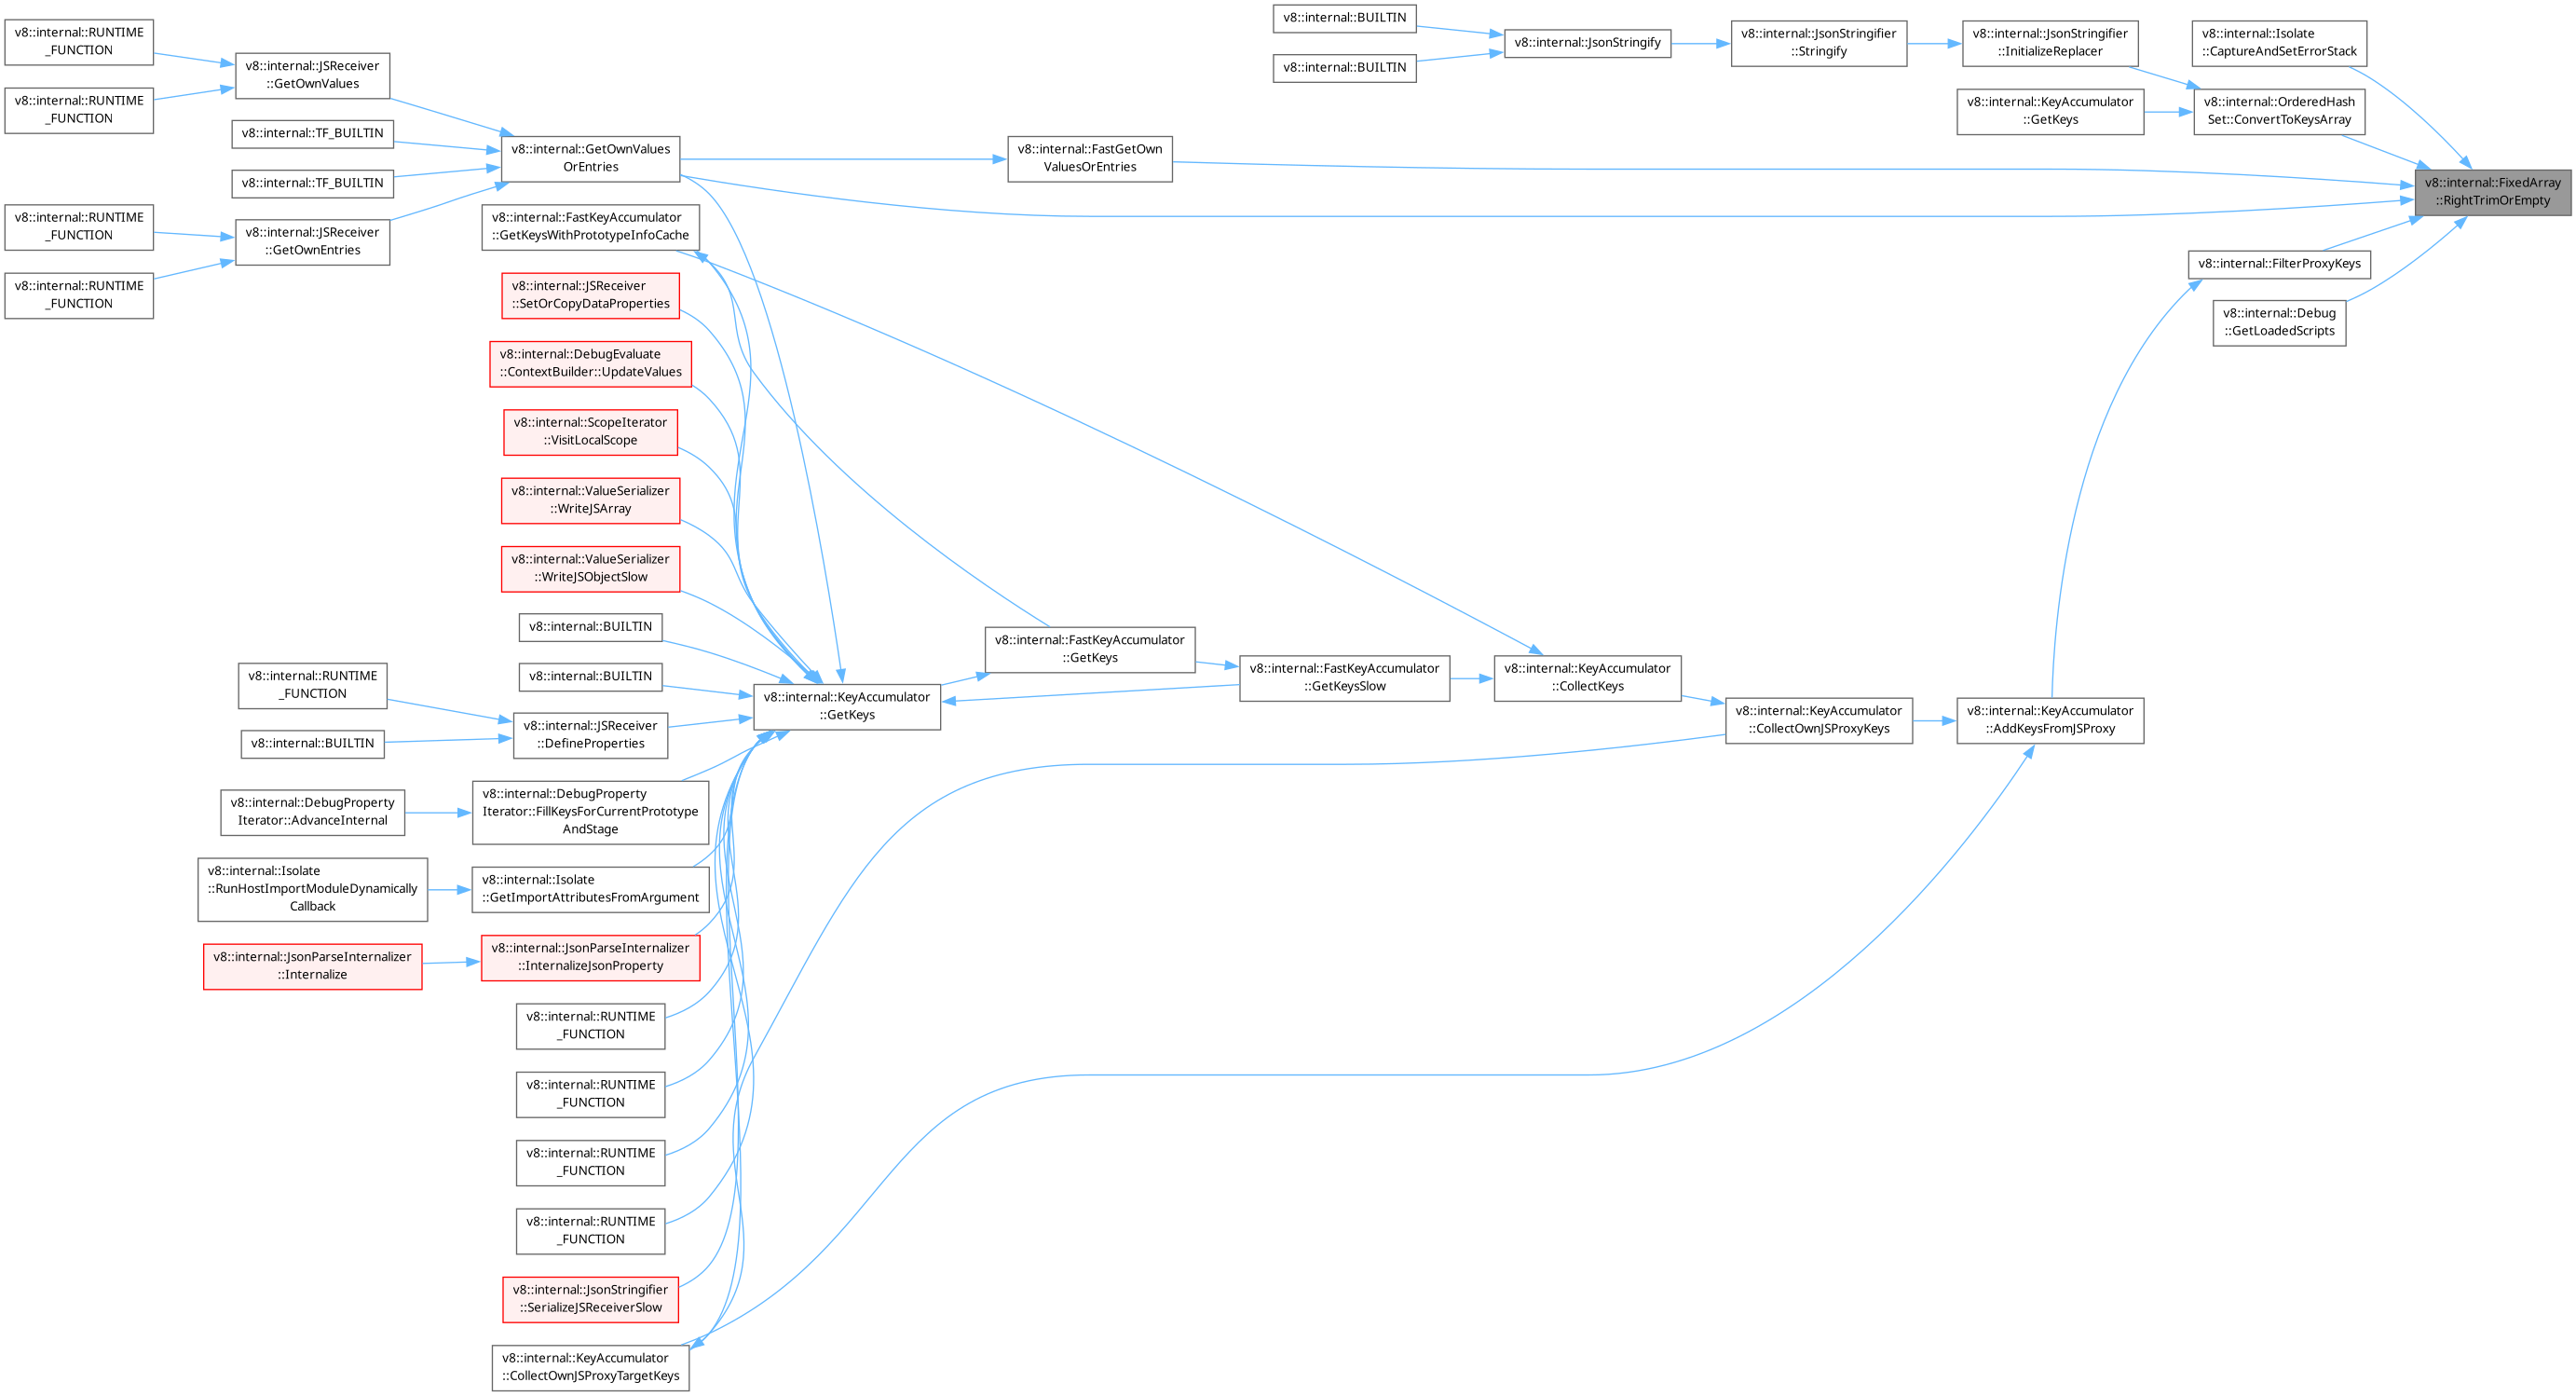 v8::internal::RUNTIME
_FUNCTION
v8::internal::RUNTIME
_FUNCTION
v8::internal::RUNTIME
_FUNCTION
v8::internal::RUNTIME
_FUNCTION
v8::internal::JSReceiver
::GetOwnValues
v8::internal::TF_BUILTIN
v8::internal::TF_BUILTIN
v8::internal::JSReceiver
::GetOwnEntries
v8::internal::RUNTIME
_FUNCTION
v8::internal::BUILTIN
v8::internal::DebugProperty
Iterator::AdvanceInternal
v8::internal::Isolate
::RunHostImportModuleDynamically
Callback
v8::internal::JsonParseInternalizer
::Internalize
v8::internal::GetOwnValues
OrEntries
v8::internal::FastKeyAccumulator
::GetKeysWithPrototypeInfoCache
v8::internal::JSReceiver
::SetOrCopyDataProperties
v8::internal::DebugEvaluate
::ContextBuilder::UpdateValues
v8::internal::ScopeIterator
::VisitLocalScope
v8::internal::ValueSerializer
::WriteJSArray
v8::internal::ValueSerializer
::WriteJSObjectSlow
v8::internal::BUILTIN
v8::internal::BUILTIN
v8::internal::JSReceiver
::DefineProperties
v8::internal::DebugProperty
Iterator::FillKeysForCurrentPrototype
AndStage
v8::internal::Isolate
::GetImportAttributesFromArgument
v8::internal::JsonParseInternalizer
::InternalizeJsonProperty
v8::internal::RUNTIME
_FUNCTION
v8::internal::RUNTIME
_FUNCTION
v8::internal::RUNTIME
_FUNCTION
v8::internal::RUNTIME
_FUNCTION
v8::internal::JsonStringifier
::SerializeJSReceiverSlow
v8::internal::KeyAccumulator
::CollectOwnJSProxyTargetKeys
v8::internal::KeyAccumulator
::GetKeys
v8::internal::FastGetOwn
ValuesOrEntries
v8::internal::FastKeyAccumulator
::GetKeys
v8::internal::BUILTIN
v8::internal::BUILTIN
v8::internal::FastKeyAccumulator
::GetKeysSlow
v8::internal::JsonStringify
v8::internal::KeyAccumulator
::CollectKeys
v8::internal::JsonStringifier
::Stringify
v8::internal::KeyAccumulator
::CollectOwnJSProxyKeys
v8::internal::JsonStringifier
::InitializeReplacer
v8::internal::KeyAccumulator
::GetKeys
v8::internal::KeyAccumulator
::AddKeysFromJSProxy
v8::internal::Isolate
::CaptureAndSetErrorStack
v8::internal::OrderedHash
Set::ConvertToKeysArray
v8::internal::FilterProxyKeys
v8::internal::Debug
::GetLoadedScripts
v8::internal::FixedArray
::RightTrimOrEmpty